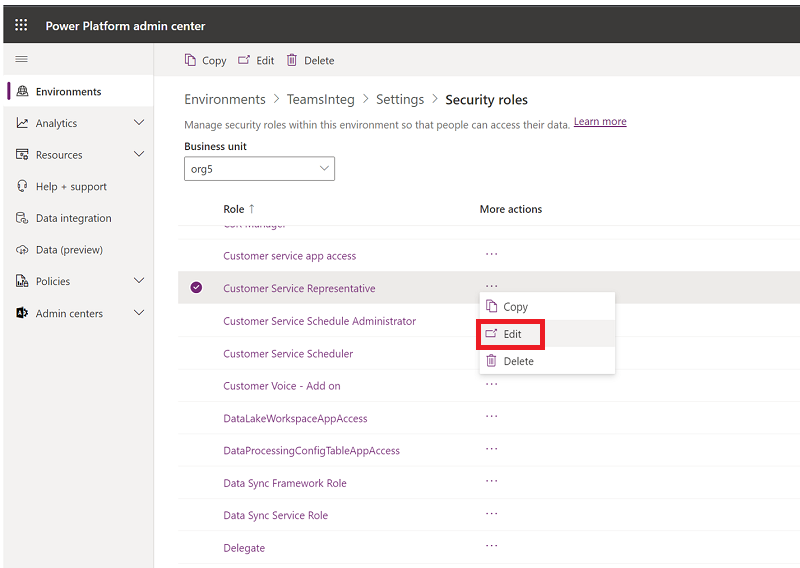 Power Platform admin center
Copy Edit Delete
Environments
Analytics
Resources
Help + support
Data integration
Data (preview)
Policies
Admin centers
Environments > TeamsInteg > Settings > Security roles
Manage security roles within this environment so that people can access their data. Learn more
Business unit
org5
Role ↑ More actions
CSR Manager
Customer service app access ...
Customer Service Representative ...
Copy
Edit
Delete
Customer Service Schedule Administrator
Customer Service Scheduler
Customer Voice - Add on ...
DataLakeWorkspaceAppAccess ...
DataProcessingConfigTableAppAccess ...
Data Sync Framework Role ...
Data Sync Service Role ...
Delegate ...